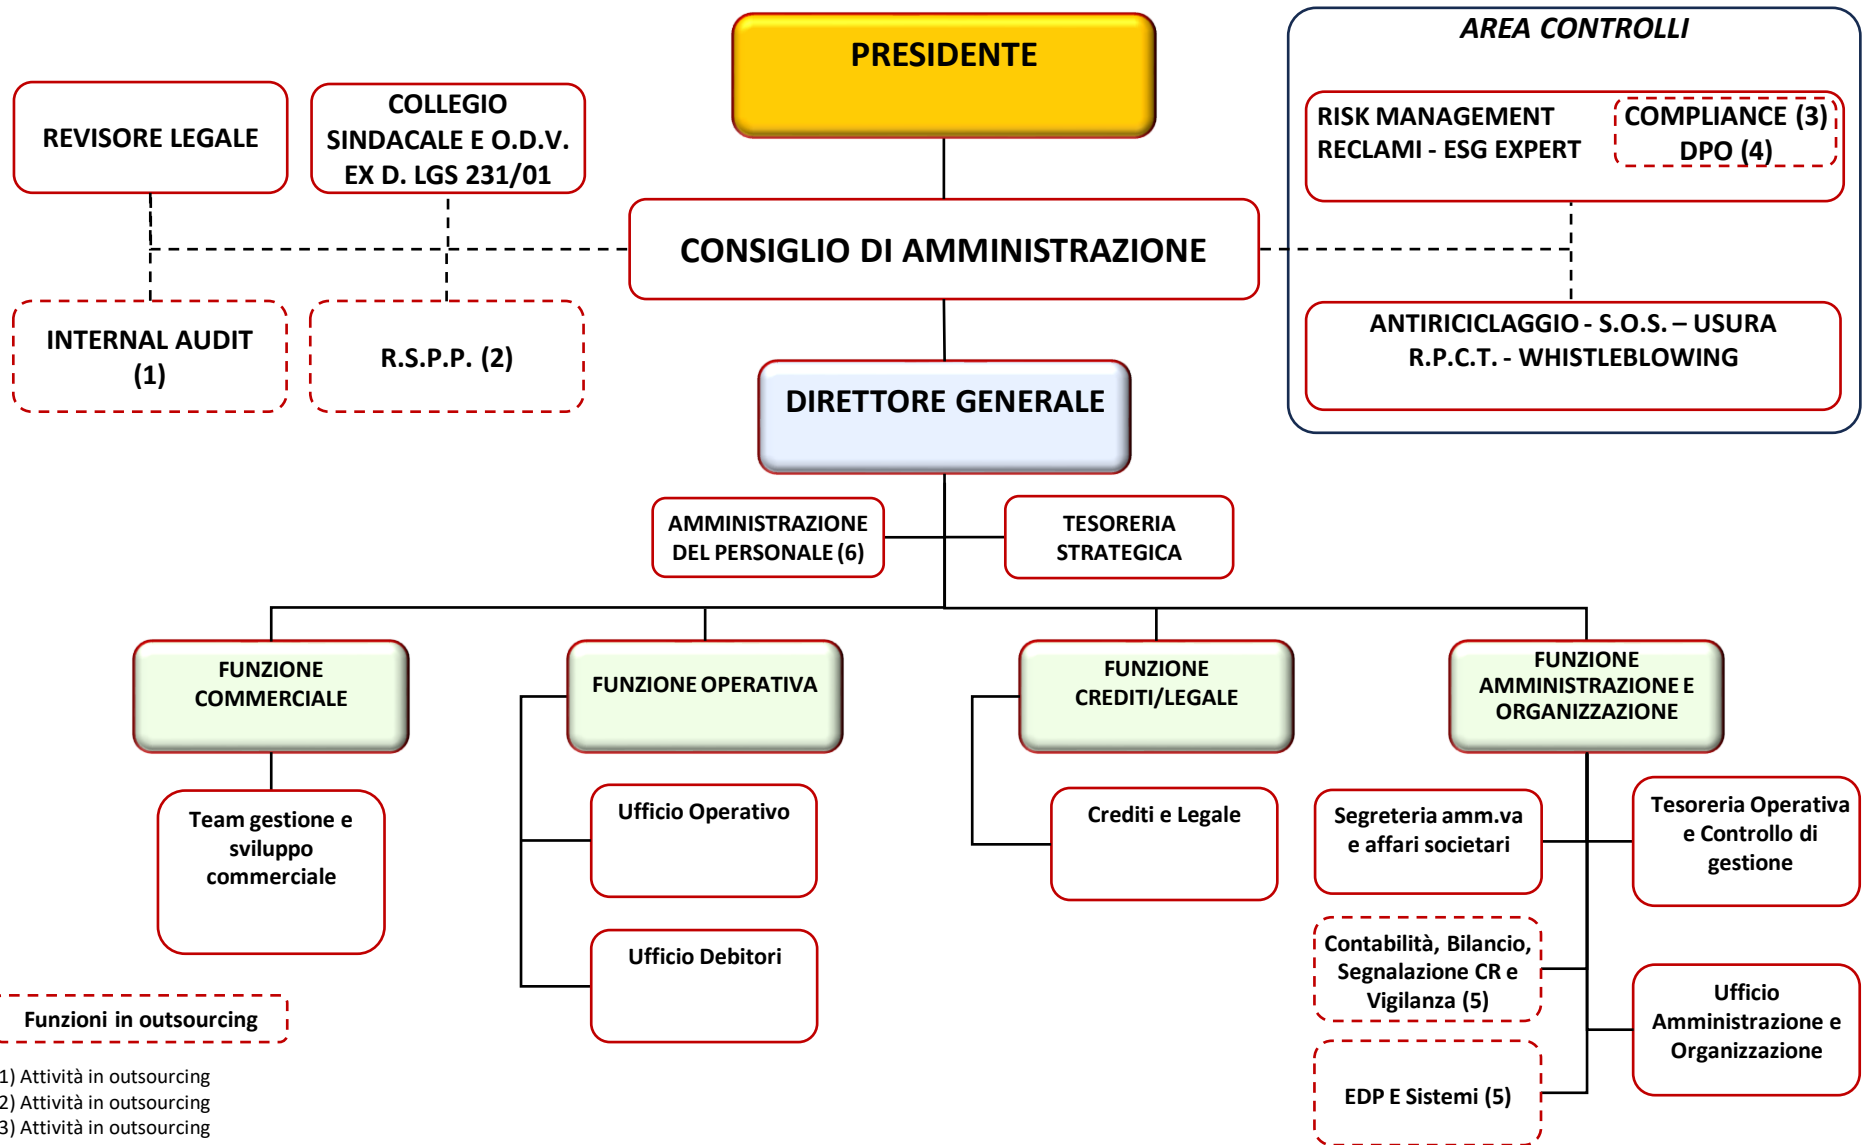 PRESIDENTE
AREA CONTROLLI
REVISORE LEGALE
COLLEGIO
SINDACALE E O.D.V.
EX D. LGS 231/01
RISK MANAGEMENT
RECLAMI - ESG EXPERT
COMPLIANCE (3)
DPO (4)
CONSIGLIO DI AMMINISTRAZIONE
INTERNAL AUDIT
(1)
R.S.P.P. (2)
ANTIRICICLAGGIO - S.O.S. – USURA
R.P.C.T. - WHISTLEBLOWING
DIRETTORE GENERALE
AMMINISTRAZIONE
DEL PERSONALE (6)
TESORERIA
STRATEGICA
FUNZIONE
COMMERCIALE
FUNZIONE OPERATIVA
FUNZIONE
CREDITI/LEGALE
FUNZIONE
AMMINISTRAZIONE E
ORGANIZZAZIONE
Team gestione e
sviluppo
commerciale
Ufficio Operativo
Ufficio Debitori
Crediti e Legale
Segreteria amm.va
e affari societari
Tesoreria Operativa
e Controllo di
gestione
Contabilità, Bilancio,
Segnalazione CR e
Vigilanza (5)
Ufficio
Amministrazione e
Organizzazione
EDP E Sistemi (5)
Funzioni in outsourcing
1) Attività in outsourcing
2) Attività in outsourcing
3) Attività in outsourcing